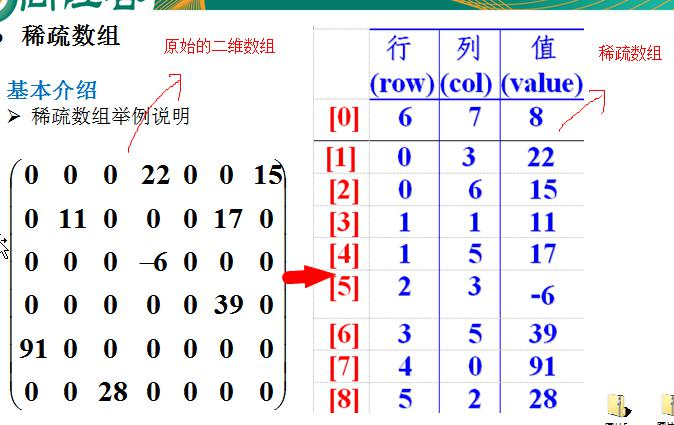 稀疏数组
原始的二维数组
基本介绍
➢ 稀疏数组举例说明
0 0 0 22 0 0 15
0 11 0 0 0 17 0
0 0 0 –6 0 0 0
0 0 0 0 0 39 0
91 0 0 0 0 0 0
0 0 28 0 0 0 0
行 列 值
(row) (col) (value)
稀疏数组
[0] 6 7 8
[1] 0 3 22
[2] 0 6 15
[3] 1 1 11
[4] 1 5 17
[5] 2 3 -6
[6] 3 5 39
[7] 4 0 91
[8] 5 2 28